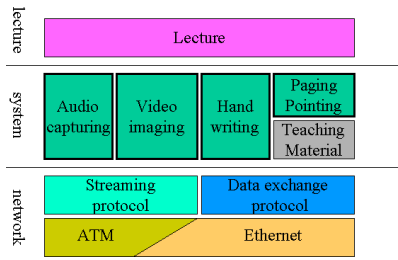 lecture
Lecture
system
Audio
capturing
Video
imaging
Hand
writing
Paging
Pointing
Teaching
Material
network
Streaming
protocol
Data exchange
protocol
ATM
Ethernet